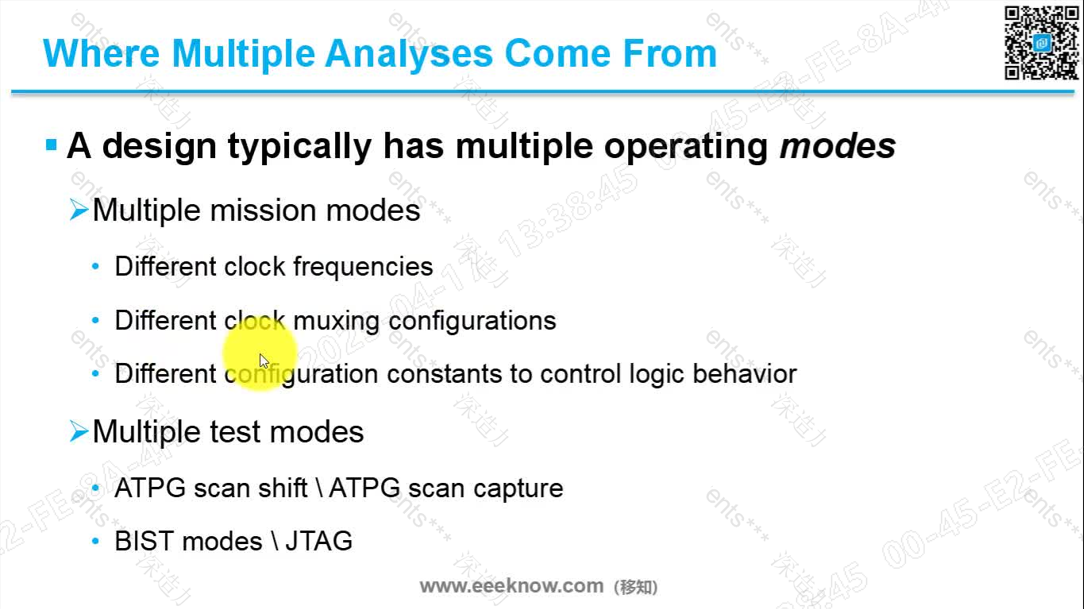 Where Multiple Analyses Come From
A design typically has multiple operating modes
Multiple mission modes
Different clock frequencies
Different clock muxing configurations
Different configuration constants to control logic behavior
Multiple test modes
ATPG scan shift \ ATPG scan capture
BIST modes \ JTAG
www.eeeknow.com (移知)